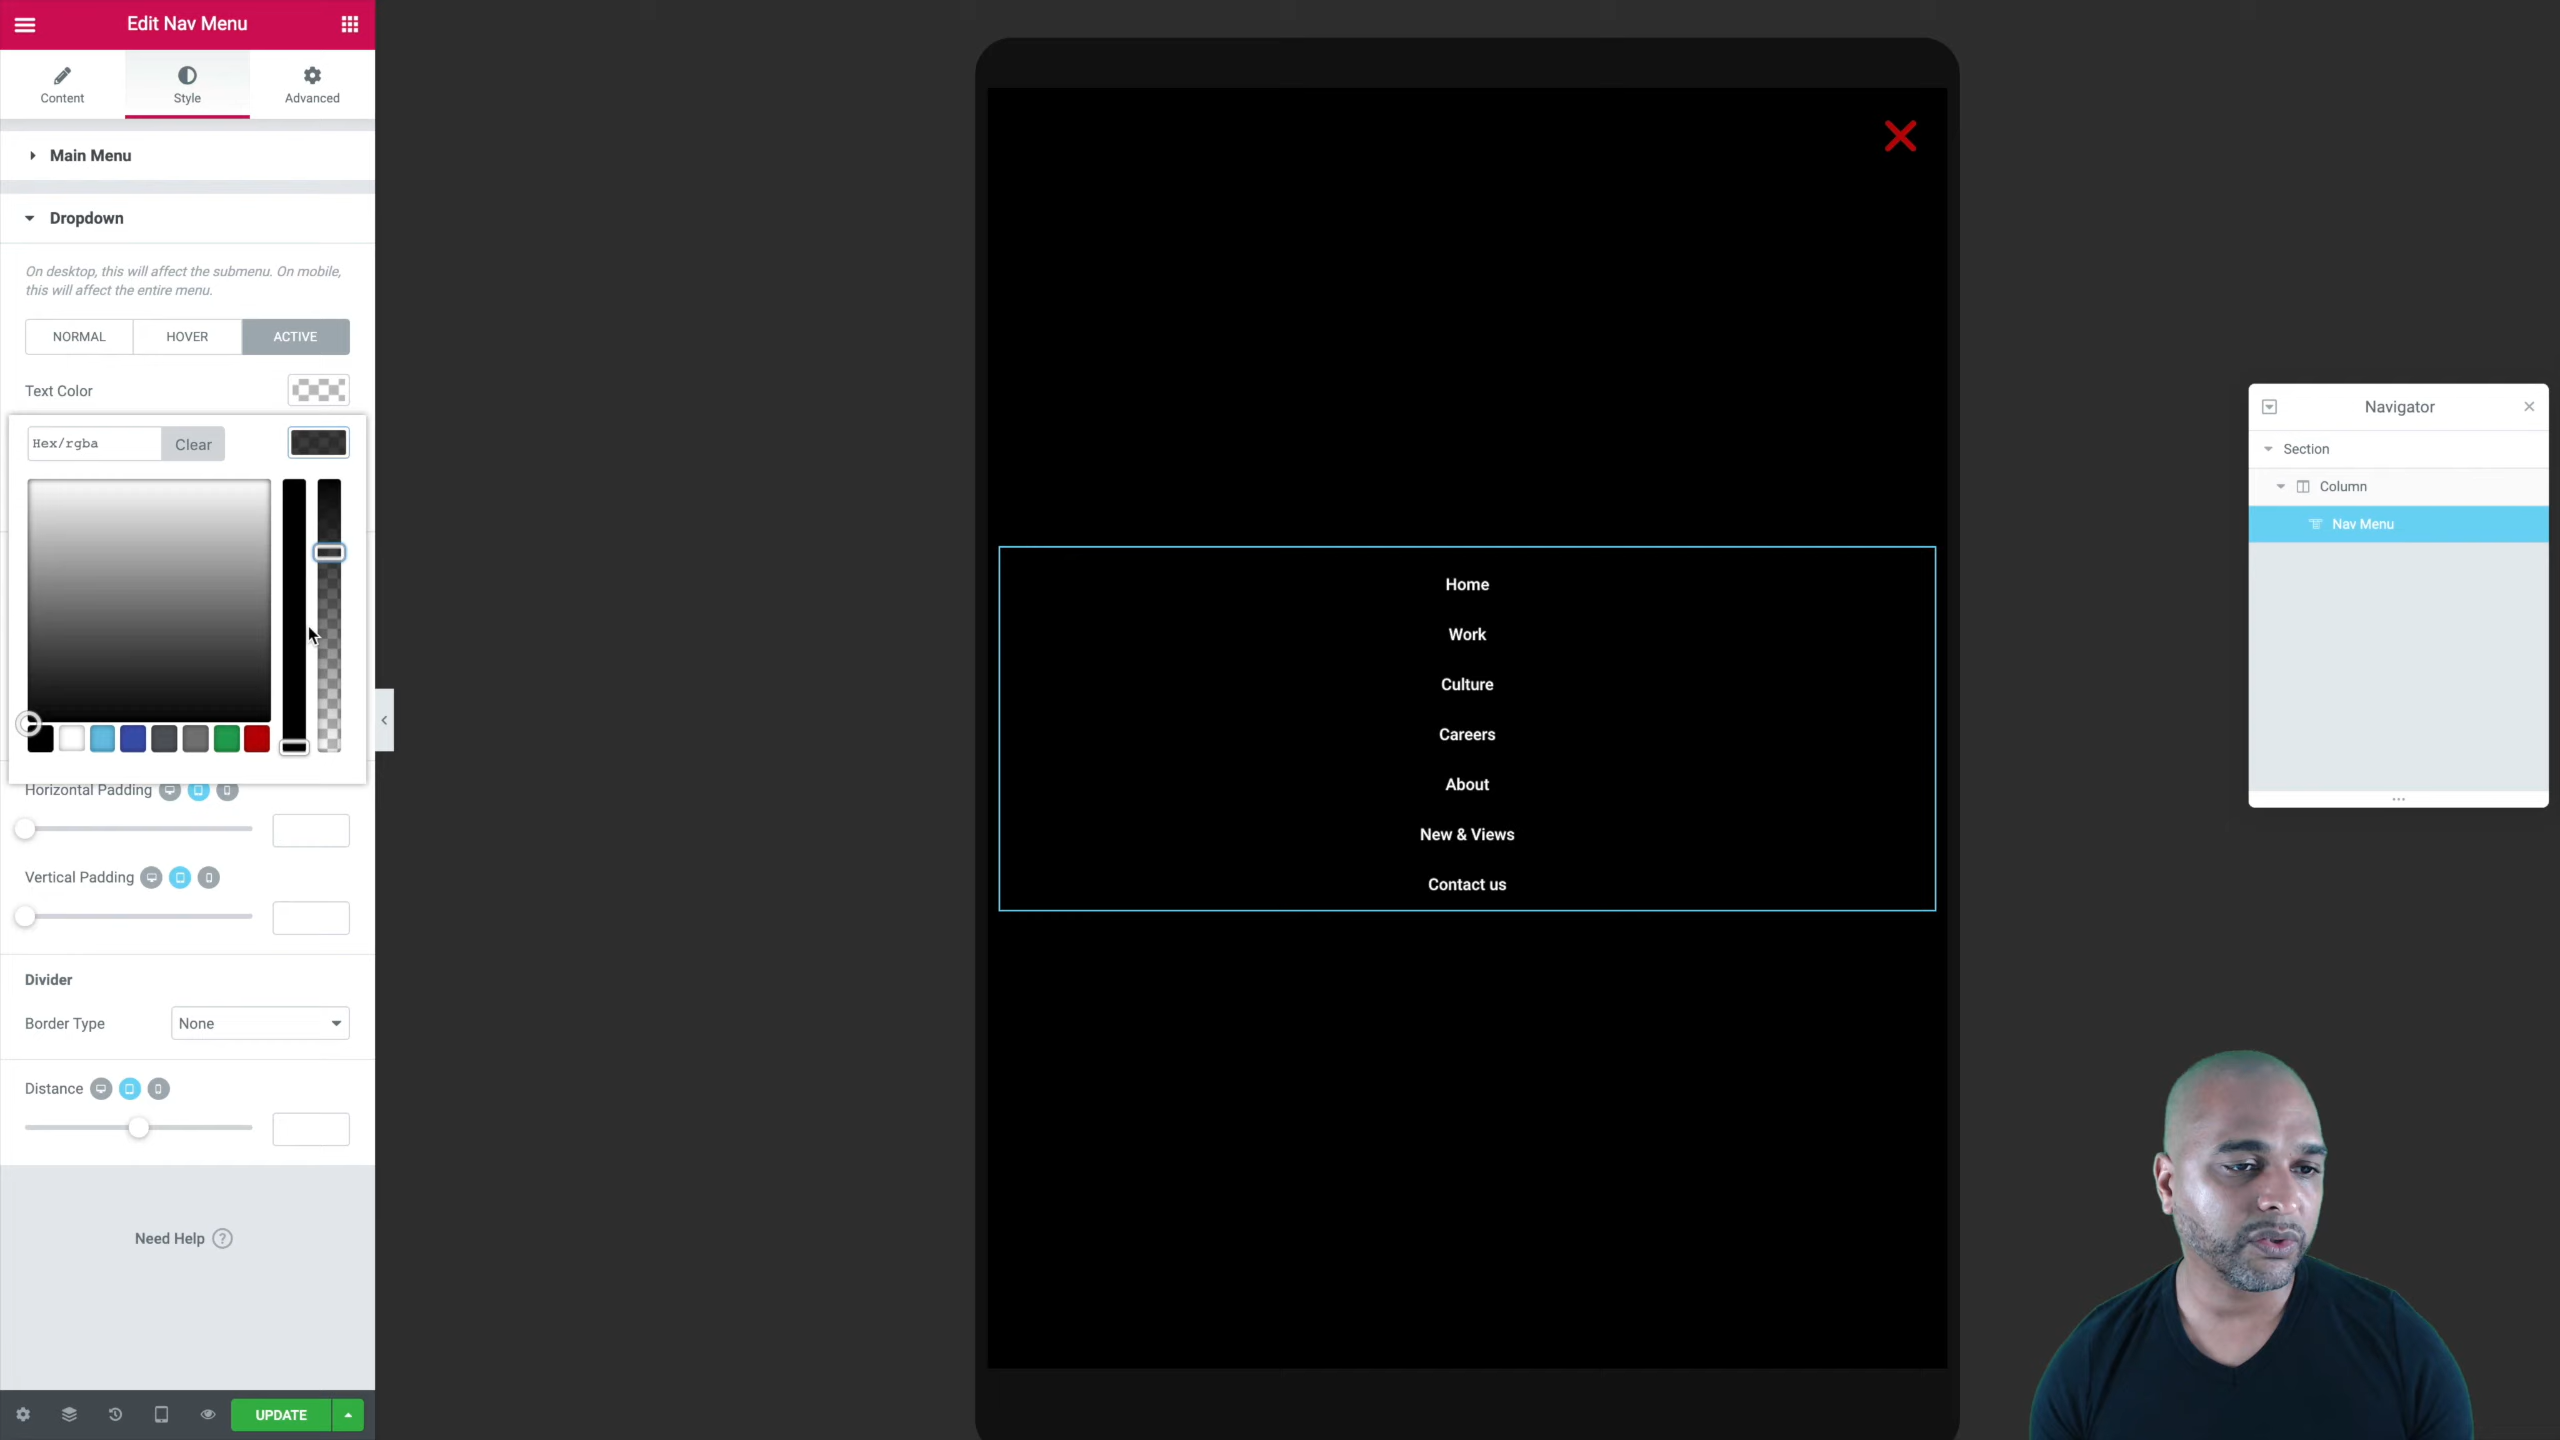 Edit Nav Menu
Content
Style
Advanced
Main Menu
Dropdown
On desktop, this will affect the submenu. On mobile,
this will affect the entire menu.
NORMAL
HOVER
ACTIVE
Text Color
Hex/rgba
Clear
Horizontal Padding
Vertical Padding
Divider
Border Type
None
Distance
Need Help ?
UPDATE
Home
Work
Culture
Careers
About
New & Views
Contact us
Navigator
Section
Column
Nav Menu